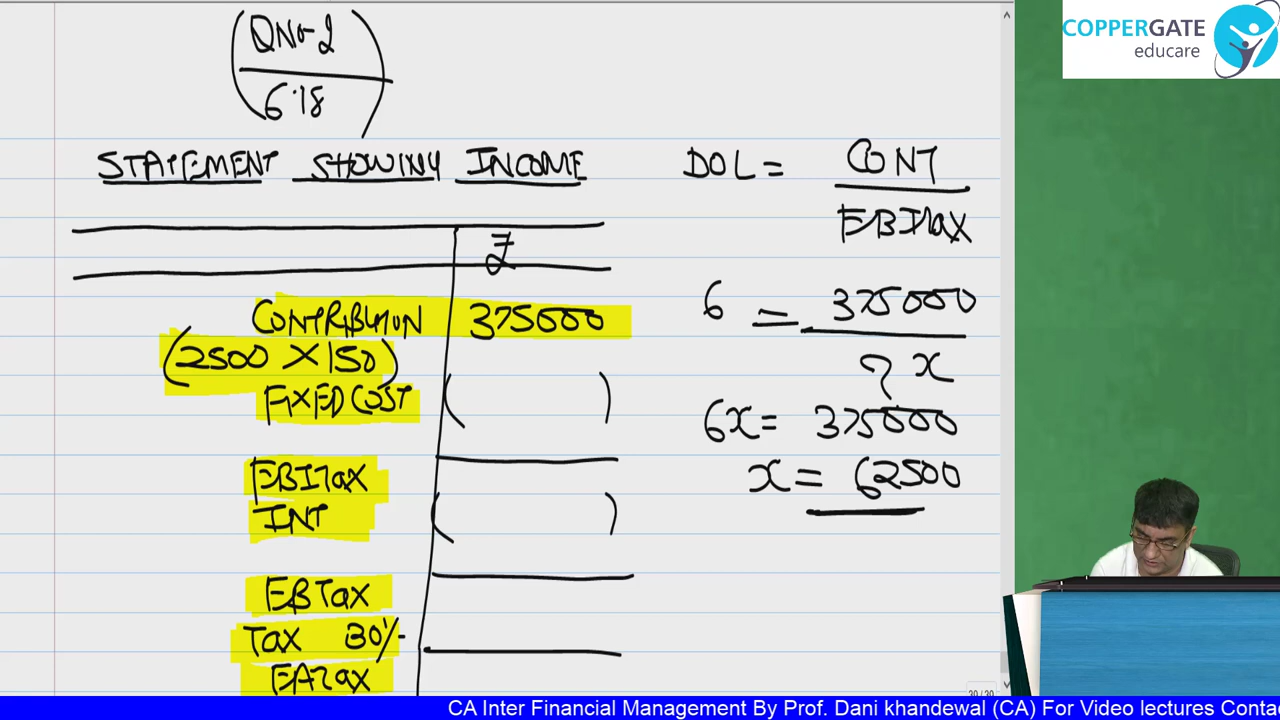 QNo-2
6.18
COPPERGATE
educare
STATEMENT SHOWING INCOME
₹
CONTRIBUTION 375000
(2500 X 150)
FIXED COST ( )
EBITax
INT ( )
EBTax
Tax 30%
EATax
DOL = CONT
EBITax
6 = 375000
? x
6x = 375000
x = 62500
30/30
CA Inter Financial Management By Prof. Dani khandewal (CA) For Video lectures Conta